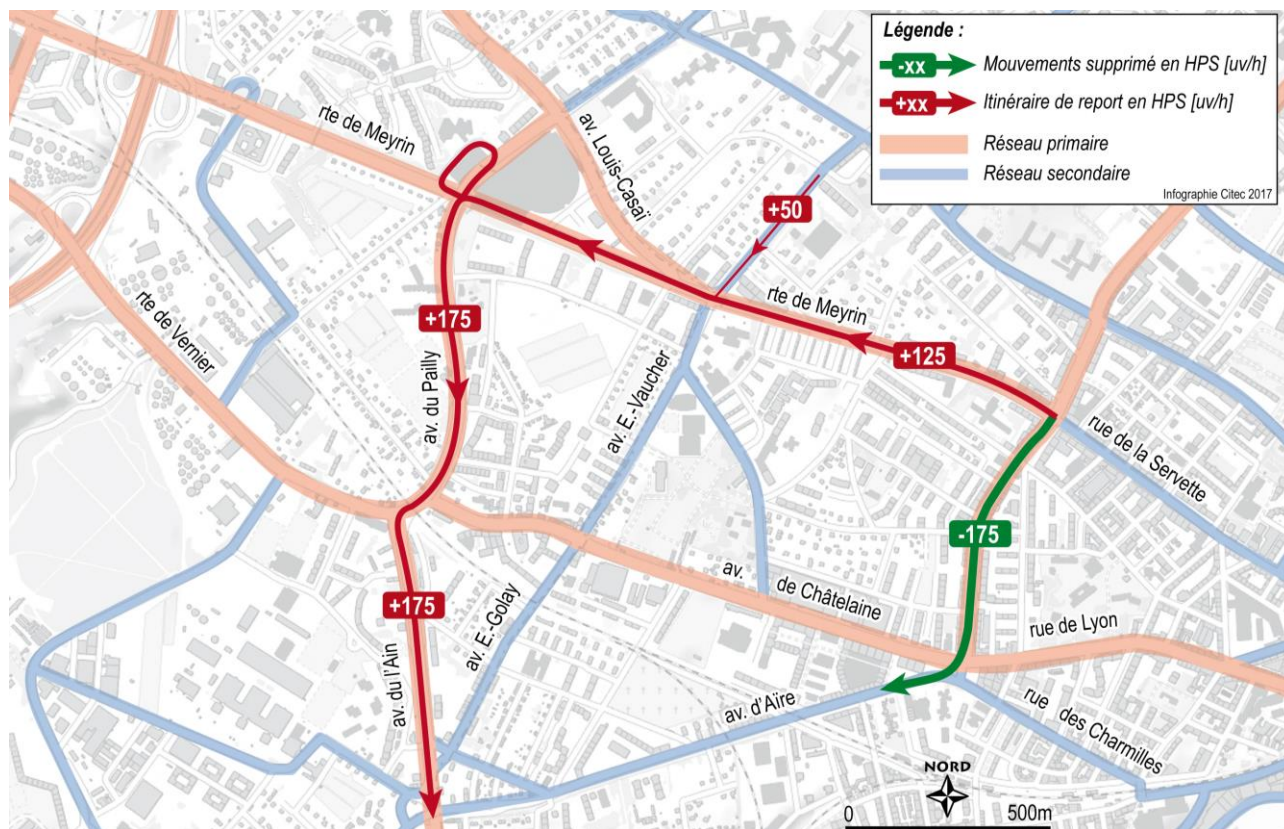 Légende :
-xx Mouvements supprimé en HPS [uv/h]
+xx Itinéraire de report en HPS [uv/h]
Réseau primaire
Réseau secondaire
Infographie Citec 2017
rte de Meyrin
av. Louis-Casaï
+50
rte de Meyrin
+175
+125
rte de Vernier
av. du Pailly
av. E.-Vaucher
rue de la Servette
-175
av. de Châtelaine
+175
av. E.-Golay
rue de Lyon
av. du l'Ain
av. d'Aïre
rue des Charmilles
NORD
0 500m